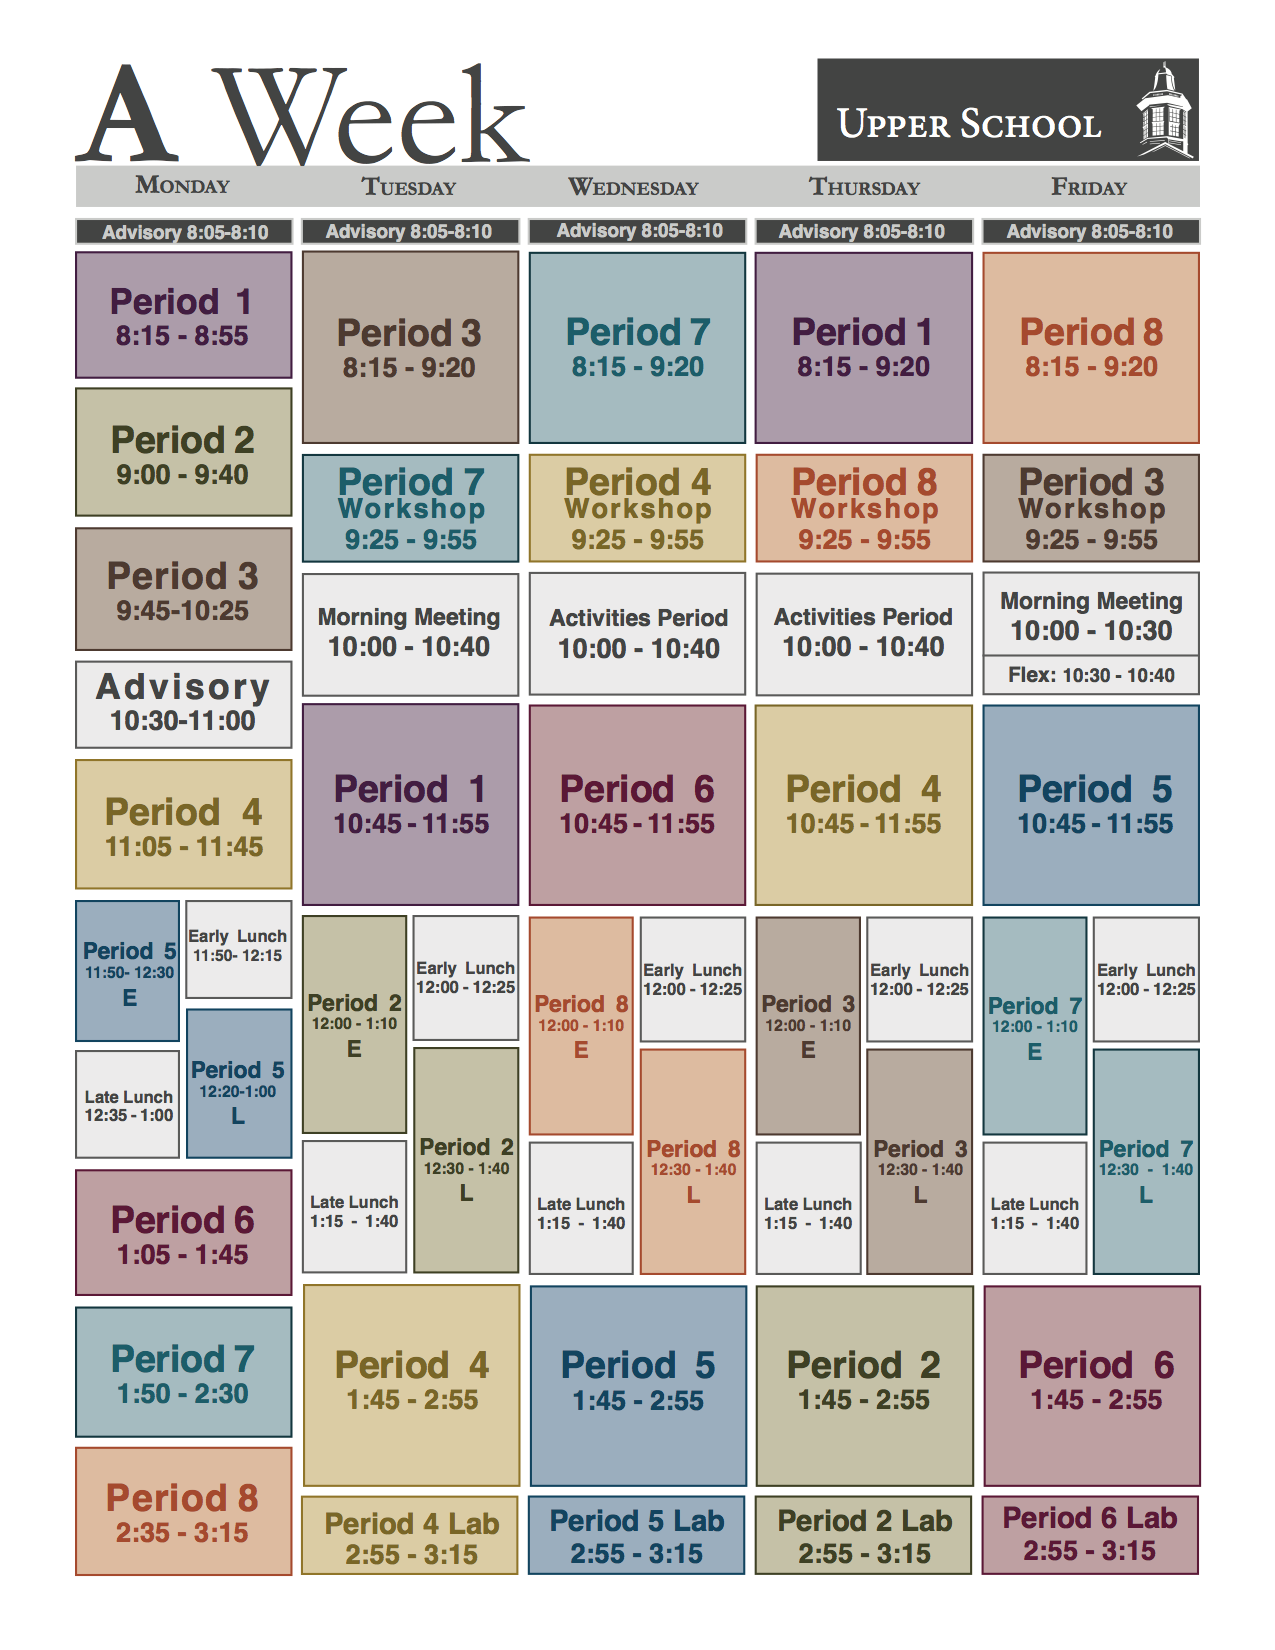 A Week
UPPER SCHOOL
MONDAY
TUESDAY
WEDNESDAY
THURSDAY
FRIDAY
Advisory 8:05-8:10
Period 1
8:15 - 8:55
Period 2
9:00 - 9:40
Period 3
9:45-10:25
Advisory
10:30-11:00
Period 4
11:05 - 11:45
Period 5
11:50- 12:30
E
Early Lunch
11:50- 12:15
Late Lunch
12:35 - 1:00
Period 5
12:20-1:00
L
Period 6
1:05 - 1:45
Period 7
1:50 - 2:30
Period 8
2:35 - 3:15
Advisory 8:05-8:10
Period 3
8:15 - 9:20
Period 7
Workshop
9:25 - 9:55
Morning Meeting
10:00 - 10:40
Period 1
10:45 - 11:55
Period 2
12:00 - 1:10
E
Early Lunch
12:00 - 12:25
Late Lunch
1:15 - 1:40
Period 2
12:30 - 1:40
L
Period 4
1:45 - 2:55
Period 4 Lab
2:55 - 3:15
Advisory 8:05-8:10
Period 7
8:15 - 9:20
Period 4
Workshop
9:25 - 9:55
Activities Period
10:00 - 10:40
Period 6
10:45 - 11:55
Period 8
12:00 - 1:10
E
Early Lunch
12:00 - 12:25
Late Lunch
1:15 - 1:40
Period 8
12:30 - 1:40
L
Period 5
1:45 - 2:55
Period 5 Lab
2:55 - 3:15
Advisory 8:05-8:10
Period 1
8:15 - 9:20
Period 8
Workshop
9:25 - 9:55
Activities Period
10:00 - 10:40
Period 4
10:45 - 11:55
Period 3
12:00 - 1:10
E
Early Lunch
12:00 - 12:25
Late Lunch
1:15 - 1:40
Period 3
12:30 - 1:40
L
Period 2
1:45 - 2:55
Period 2 Lab
2:55 - 3:15
Advisory 8:05-8:10
Period 8
8:15 - 9:20
Period 3
Workshop
9:25 - 9:55
Morning Meeting
10:00 - 10:30
Flex: 10:30 - 10:40
Period 5
10:45 - 11:55
Period 7
12:00 - 1:10
E
Early Lunch
12:00 - 12:25
Late Lunch
1:15 - 1:40
Period 7
12:30 - 1:40
L
Period 6
1:45 - 2:55
Period 6 Lab
2:55 - 3:15